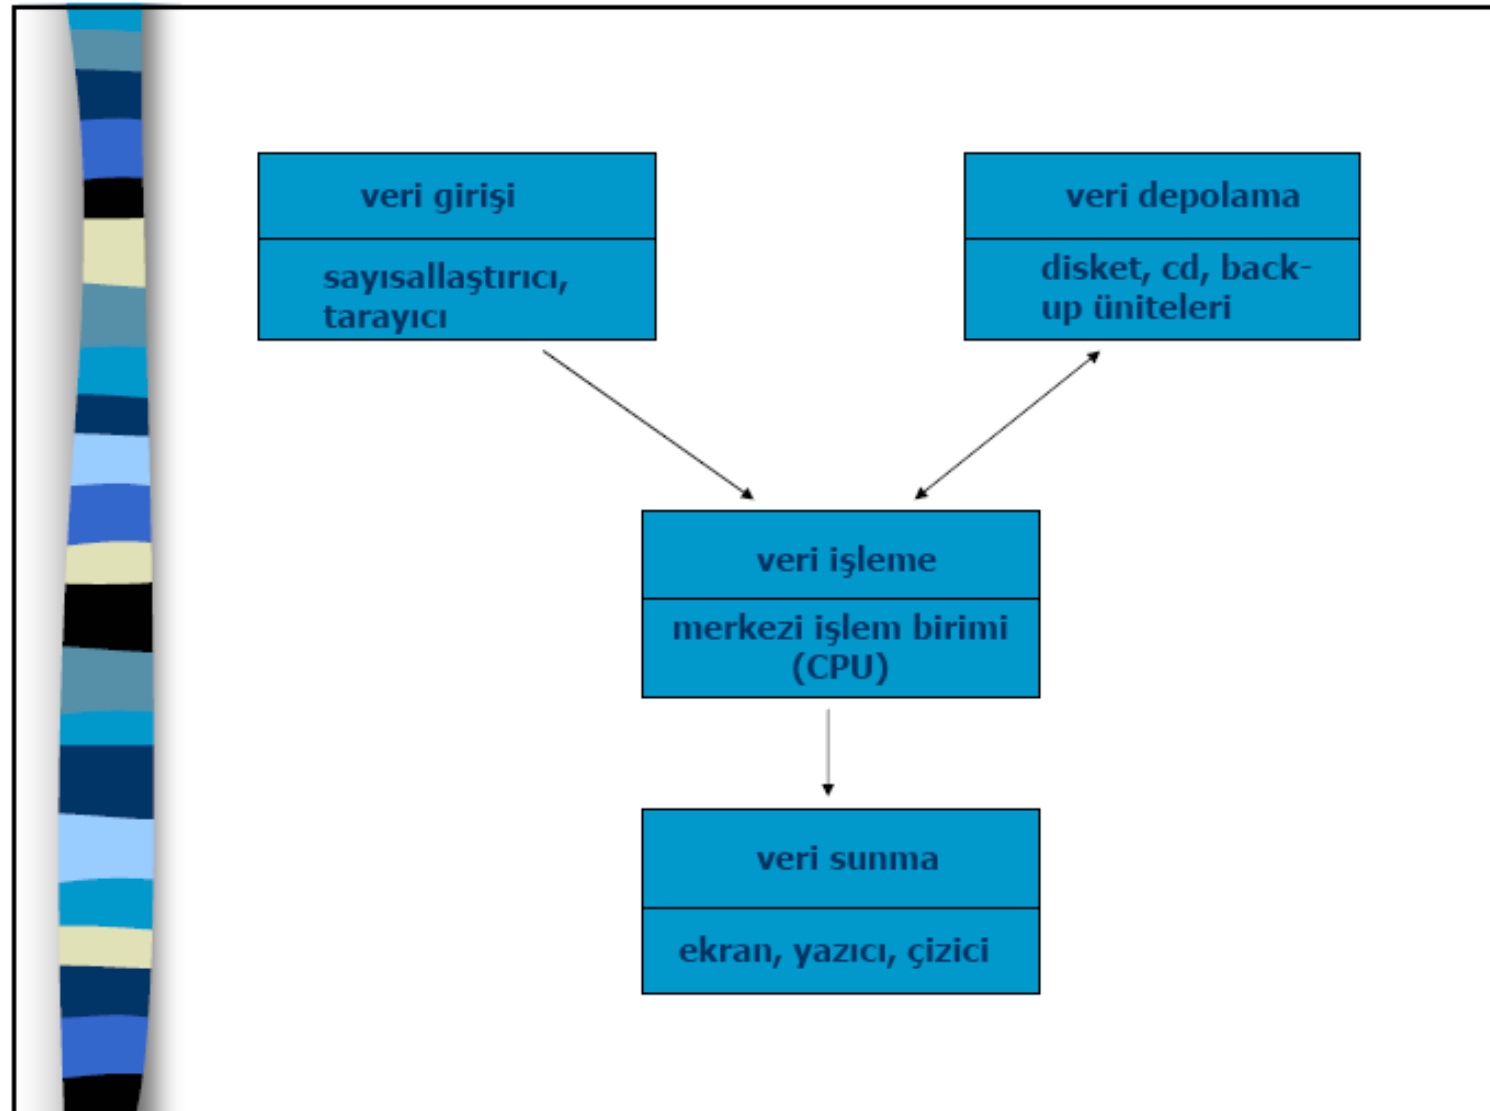 veri girişi
sayısallaştırıcı,
tarayıcı
veri depolama
disket, cd, back-
up üniteleri
veri işleme
merkezi işlem birimi
(CPU)
veri sunma
ekran, yazıcı, çizici